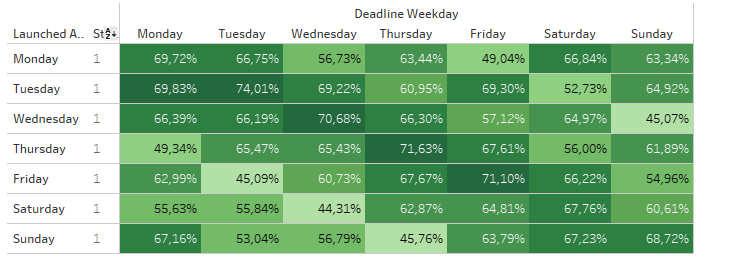 Deadline Weekday
Launched A.. St Monday Tuesday Wednesday Thursday Friday Saturday Sunday
Monday 1 69,72% 66,75% 56,73% 63,44% 49,04% 66,84% 63,34%
Tuesday 1 69,83% 74,01% 69,22% 60,95% 69,30% 52,73% 64,92%
Wednesday 1 66,39% 66,19% 70,68% 66,30% 57,12% 64,97% 45,07%
Thursday 1 49,34% 65,47% 65,43% 71,63% 67,61% 56,00% 61,89%
Friday 1 62,99% 45,09% 60,73% 67,67% 71,10% 66,22% 54,96%
Saturday 1 55,63% 55,84% 44,31% 62,87% 64,81% 67,76% 60,61%
Sunday 1 67,16% 53,04% 56,79% 45,76% 63,79% 67,23% 68,72%